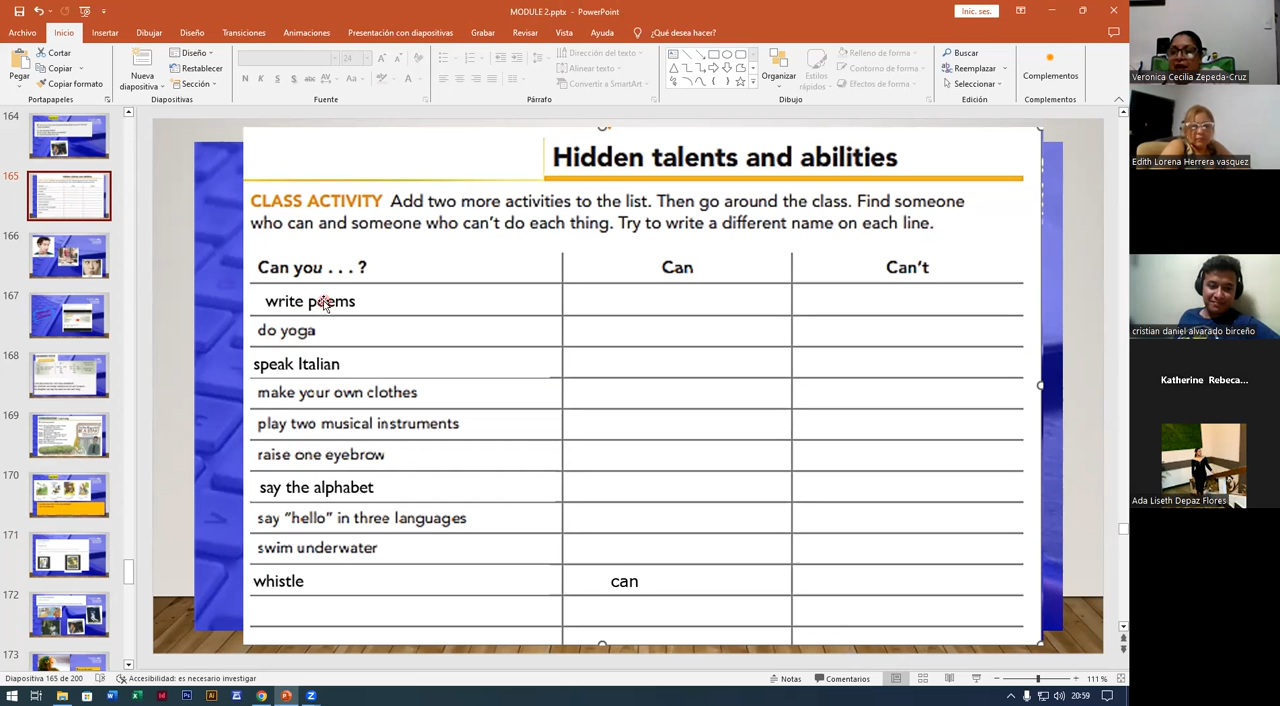 MODULE 2.pptx - PowerPoint
Inic. ses.
Archivo Inicio Insertar Dibujar Diseño Transiciones Animaciones Presentación con diapositivas Grabar Revisar Vista Ayuda ¿Qué desea hacer?
Pegar
Cortar
Copiar
Copiar formato
Portapapeles
Nueva diapositiva
Diseño
Restablecer
Sección
Diapositivas
24
N K S S abc AV Aa A
Fuente
Dirección del texto
Alinear texto
Convertir a SmartArt
Párrafo
Organizar
Estilos rápidos
Relleno de forma
Contorno de forma
Efectos de forma
Dibujo
Buscar
Reemplazar
Seleccionar
Edición
Complementos
Complementos
164
165
166
167
168
169
170
171
172
173
Hidden talents and abilities
CLASS ACTIVITY Add two more activities to the list. Then go around the class. Find someone
who can and someone who can't do each thing. Try to write a different name on each line.
Can you . . . ? Can Can't
write poems
do yoga
speak Italian
make your own clothes
play two musical instruments
raise one eyebrow
say the alphabet
say “hello” in three languages
swim underwater
whistle can
Veronica Cecilia Zepeda-Cruz
Edith Lorena Herrera vasquez
cristian daniel alvarado birceño
Katherine Rebeca...
Ada Liseth Depaz Flores
Diapositiva 165 de 200 Accesibilidad: es necesario investigar Notas Comentarios 111 %
20:59